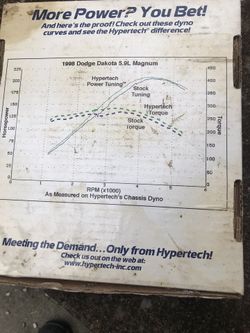 More Power? You Bet!
And here's the proof! Check out these dyno
curves and see the Hypertech® difference!
1998 Dodge Dakota 5.9L Magnum
Hypertech
Power Tuning™
Stock
Tuning
Hypertech
Torque
Stock
Torque
Horsepower
Torque
RPM (x1000)
As Measured on Hypertech's Chassis Dyno
Meeting the Demand...Only from Hypertech!
Check us out on the web at:
www.hypertech-inc.com